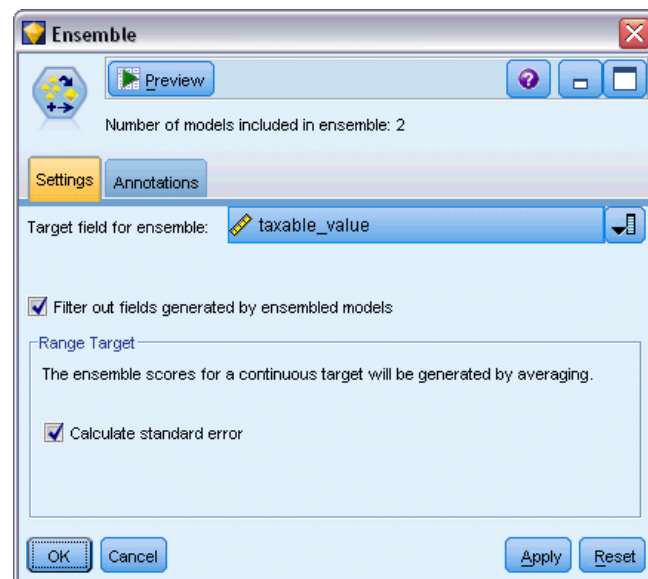 Ensemble
Preview
Number of models included in ensemble: 2
Settings
Annotations
Target field for ensemble:
taxable_value
Filter out fields generated by ensembled models
Range Target
The ensemble scores for a continuous target will be generated by averaging.
Calculate standard error
OK
Cancel
Apply
Reset